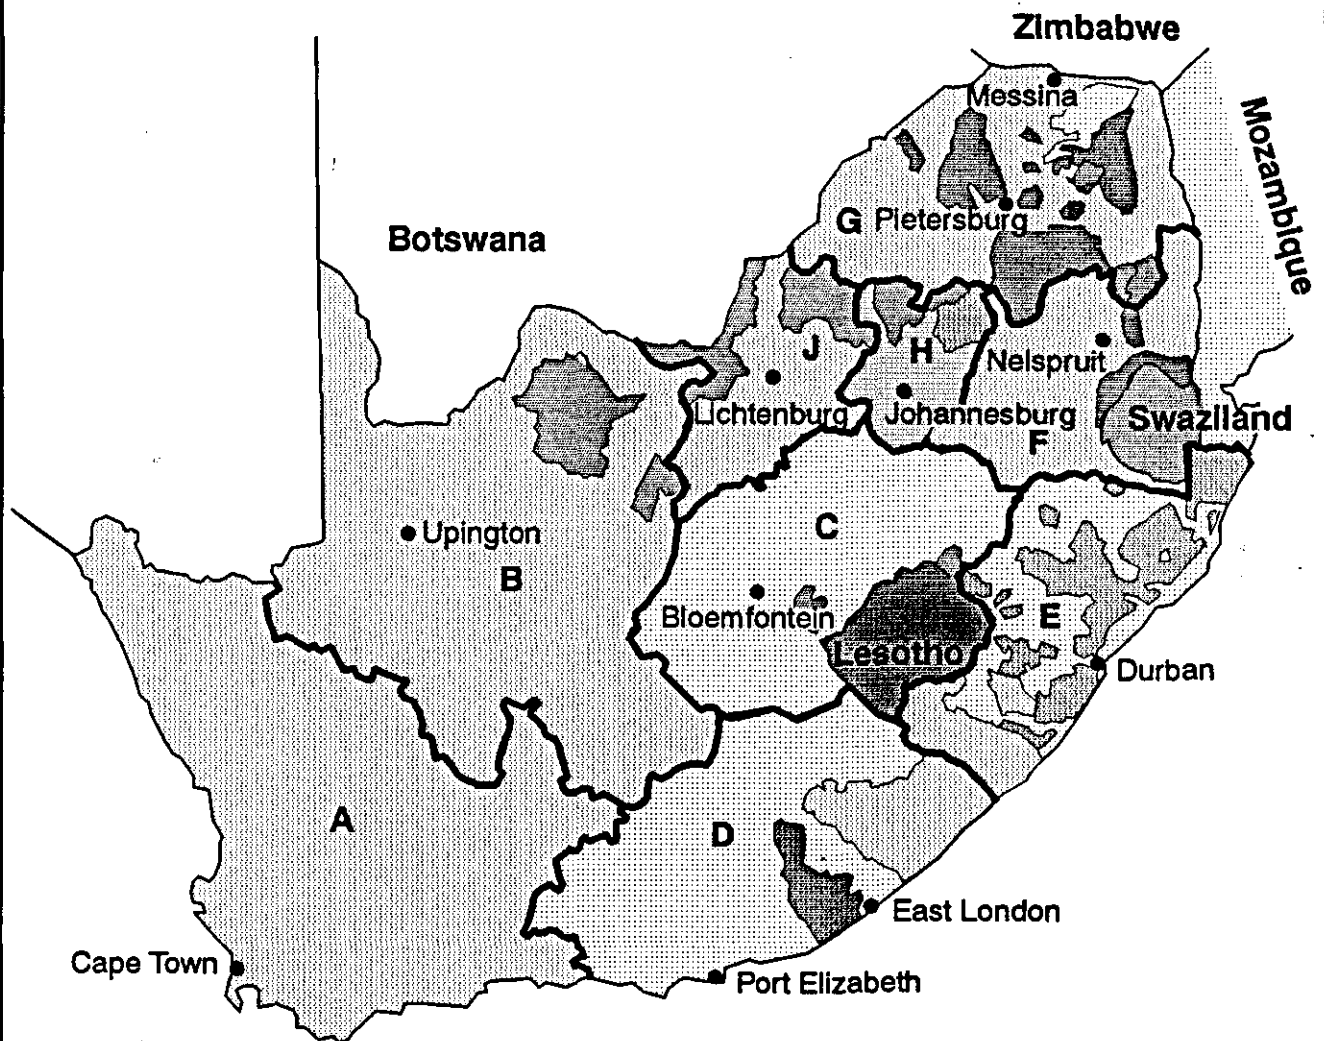 Zimbabwe
Messina
Mozambique
G Pietersburg
Botswana
J
H
Nelspruit
Lichtenburg
Johannesburg
Swaziland
F
C
Upington
B
Bloemfontein
E
Lesotho
Durban
A
D
East London
Cape Town
Port Elizabeth